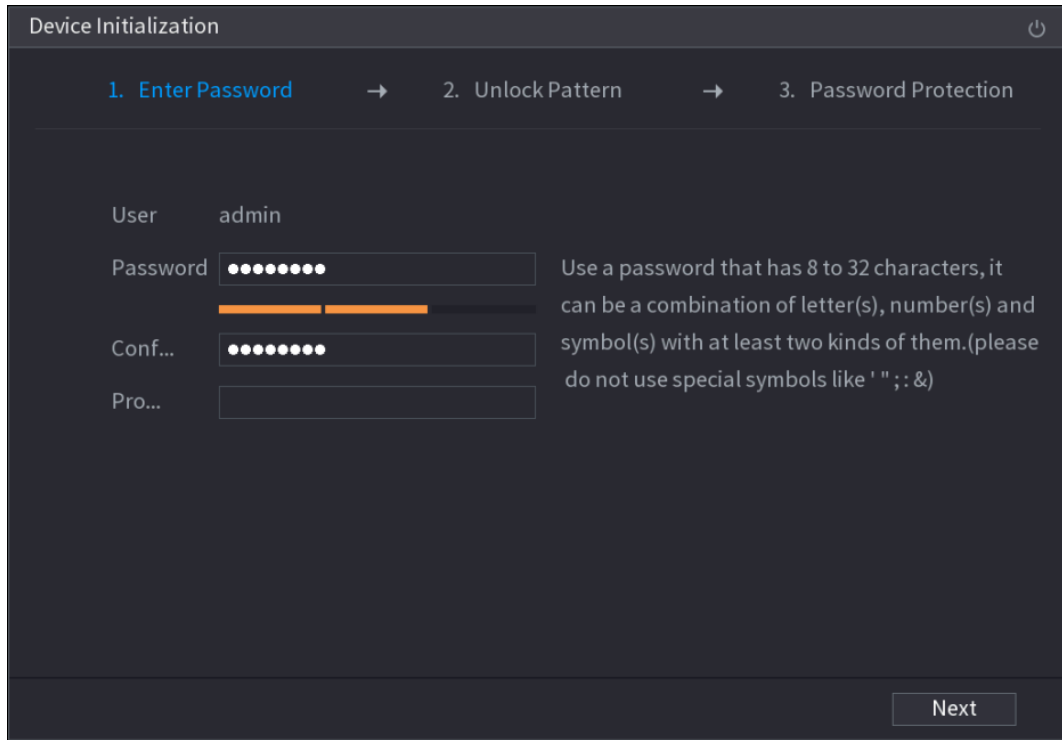 Device Initialization
1. Enter Password → 2. Unlock Pattern → 3. Password Protection
User admin
Password ●●●●●●●●
Use a password that has 8 to 32 characters, it
can be a combination of letter(s), number(s) and
Conf... ●●●●●●●●
symbol(s) with at least two kinds of them.(please
do not use special symbols like ' " ; : &)
Pro...
Next